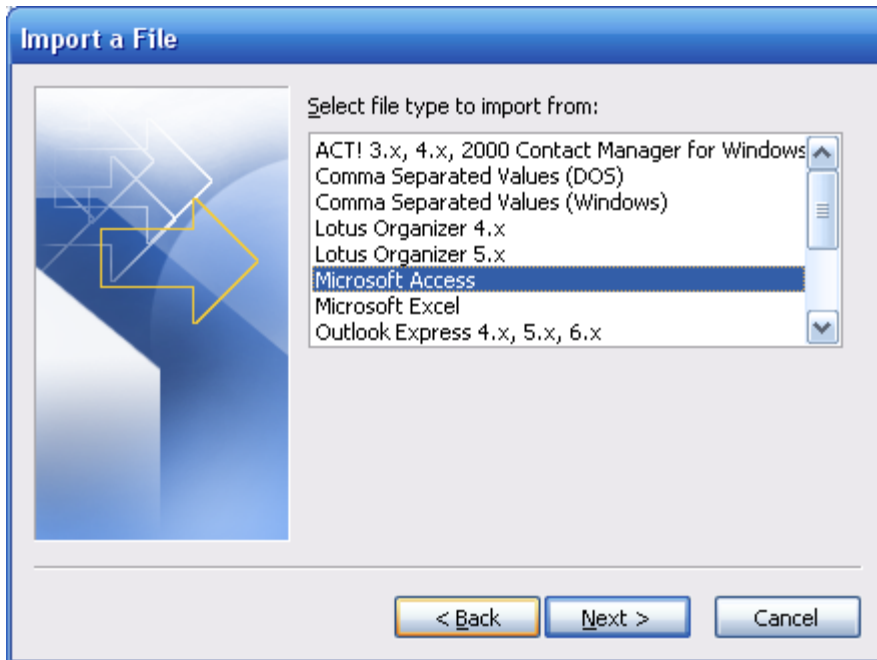 Import a File
Select file type to import from:
ACT! 3.x, 4.x, 2000 Contact Manager for Windows
Comma Separated Values (DOS)
Comma Separated Values (Windows)
Lotus Organizer 4.x
Lotus Organizer 5.x
Microsoft Access
Microsoft Excel
Outlook Express 4.x, 5.x, 6.x
< Back Next > Cancel